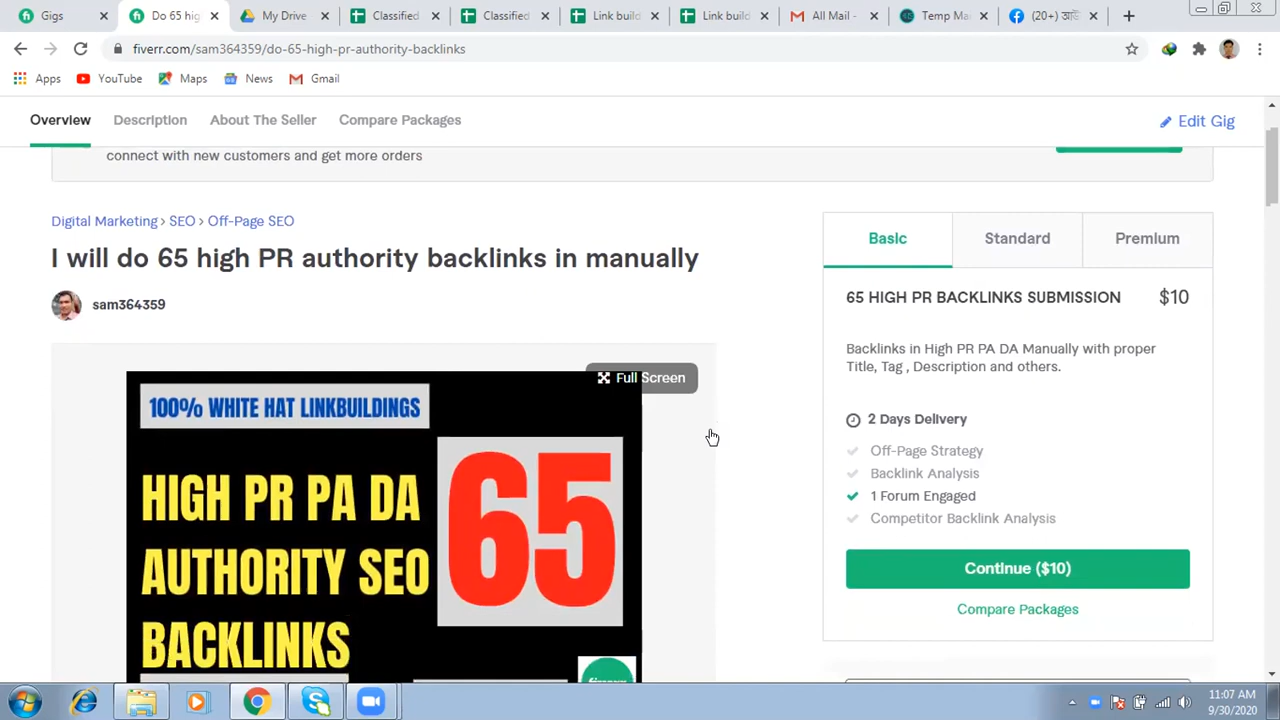 Gigs
Do 65 hig
My Drive
Classified
Classified
Link build
Link build
All Mail -
Temp Ma
fiverr.com/sam364359/do-65-high-pr-authority-backlinks
Apps
YouTube
Maps
News
Gmail
Overview
Description
About The Seller
Compare Packages
Edit Gig
connect with new customers and get more orders
Digital Marketing › SEO › Off-Page SEO
I will do 65 high PR authority backlinks in manually
sam364359
Full Screen
100% WHITE HAT LINKBUILDINGS
HIGH PR PA DA
AUTHORITY SEO
BACKLINKS
65
Basic
Standard
Premium
65 HIGH PR BACKLINKS SUBMISSION $10
Backlinks in High PR PA DA Manually with proper
Title, Tag , Description and others.
2 Days Delivery
Off-Page Strategy
Backlink Analysis
1 Forum Engaged
Competitor Backlink Analysis
Continue ($10)
Compare Packages
11:07 AM
9/30/2020